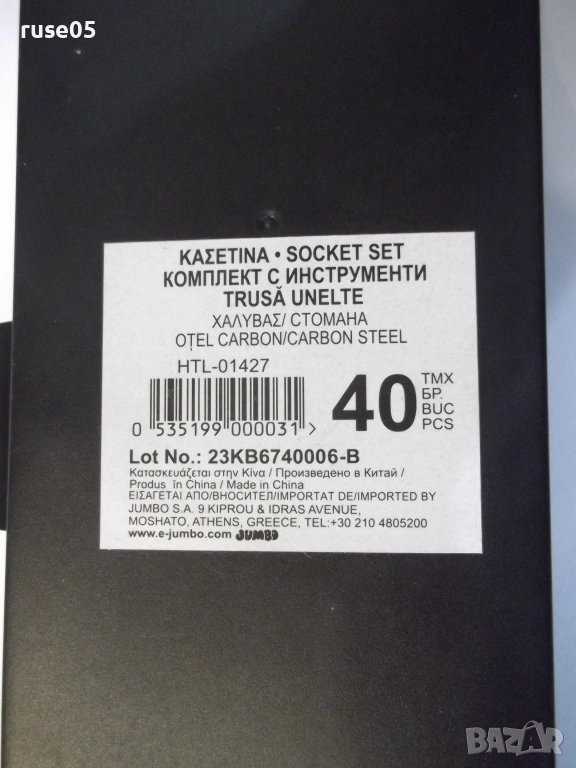 ruse05
ΚΑΣΕΤΙΝΑ • SOCKET SET
КОМПЛЕКТ С ИНСТРУМЕНТИ
TRUSĂ UNELTE
ΧΑΛΥΒΑΣ/ СТОМАНА
OȚEL CARBON/CARBON STEEL
HTL-01427
0 535199 000031 >
40
ΤΜΧ
БР.
BUC
PCS
Lot No.: 23KB6740006-B
Κατασκευάζεται στην Κίνα / Произведено в Китай /
Produs în China / Made in China
ΕΙΣΑΓΕΤΑΙ ΑΠΟ/ВНОСИТЕЛ/IMPORTAT DE/IMPORTED BY
JUMBO S.A. 9 KIPROU & IDRAS AVENUE,
MOSHATO, ATHENS, GREECE, TEL:+30 210 4805200
www.e-jumbo.com JUMBO
BAZAR